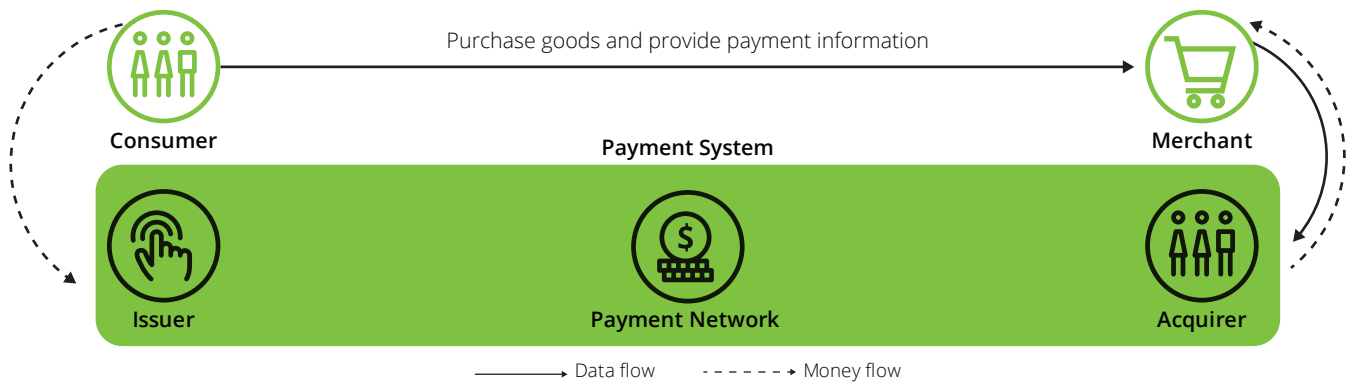 Purchase goods and provide payment information
Consumer
Merchant
Payment System
$
Issuer
Payment Network
Acquirer
Data flow
Money flow